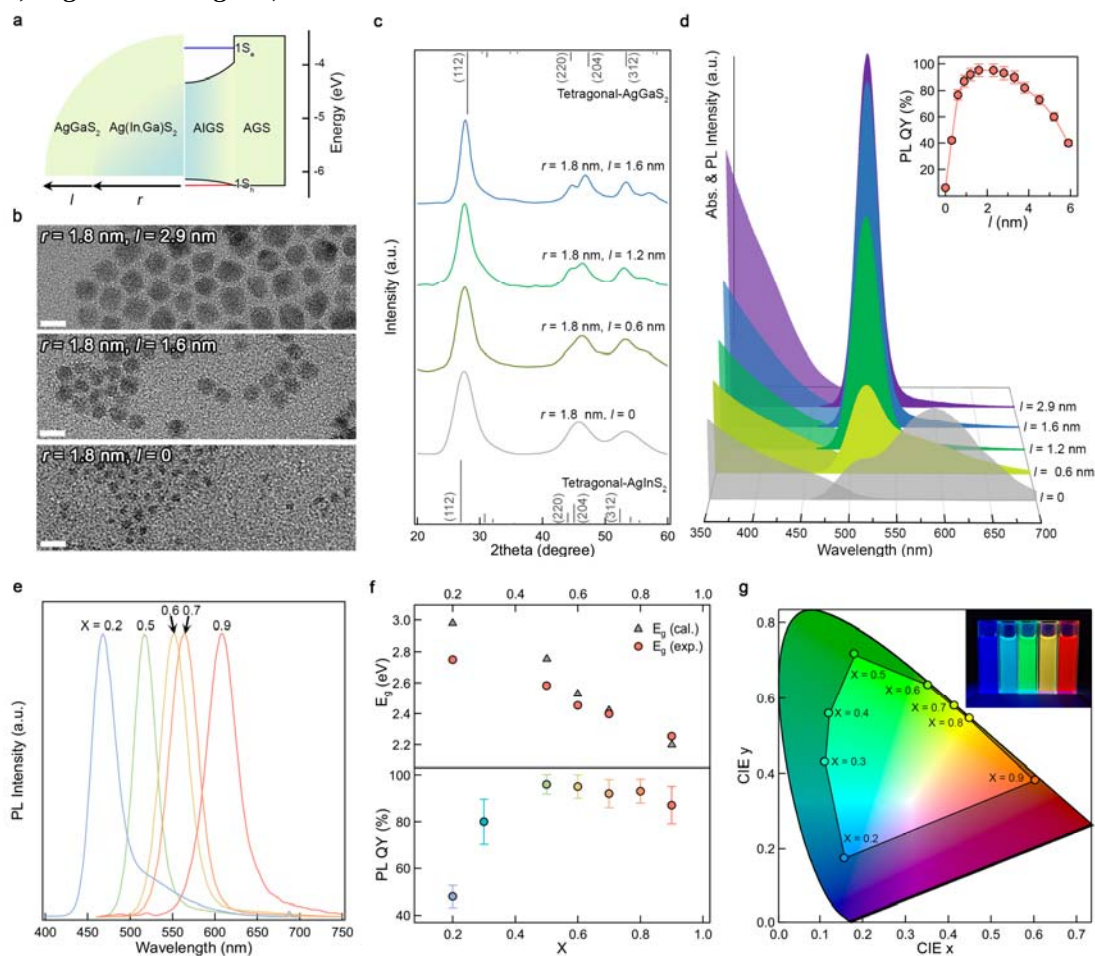 a
1Sₑ
-4
-5
-6
Energy (eV)
AgGaS₂
Ag(In,Ga)S₂
AIGS
AGS
1Sₕ
l
r
b
r = 1.8 nm, l = 2.9 nm
r = 1.8 nm, l = 1.6 nm
r = 1.8 nm, l = 0
c
(112)
(220)
(204)
(312)
Tetragonal-AgGaS₂
r = 1.8 nm, l = 1.6 nm
r = 1.8 nm, l = 1.2 nm
r = 1.8 nm, l = 0.6 nm
r = 1.8 nm, l = 0
Tetragonal-AgInS₂
(112)
(220)
(204)
(312)
Intensity (a.u.)
20 30 40 50 60
2theta (degree)
d
Abs. & PL Intensity (a.u.)
PL QY (%)
100
80
60
40
20
0 2 4 6
l (nm)
l = 2.9 nm
l = 1.6 nm
l = 1.2 nm
l = 0.6 nm
l = 0
350 400 450 500 550 600 650 700
Wavelength (nm)
e
PL Intensity (a.u.)
X = 0.2
0.5
0.6
0.7
0.9
400 450 500 550 600 650 700 750
Wavelength (nm)
f
X
0.2 0.4 0.6 0.8 1.0
E_g (eV)
3.0
2.8
2.6
2.4
2.2
E_g (cal.)
E_g (exp.)
PL QY (%)
100
80
60
40
0.2 0.4 0.6 0.8 1.0
X
g
CIE y
0.8
0.6
0.4
0.2
0.0
X = 0.5
X = 0.6
X = 0.7
X = 0.8
X = 0.4
X = 0.3
X = 0.9
X = 0.2
0.0 0.1 0.2 0.3 0.4 0.5 0.6 0.7
CIE x